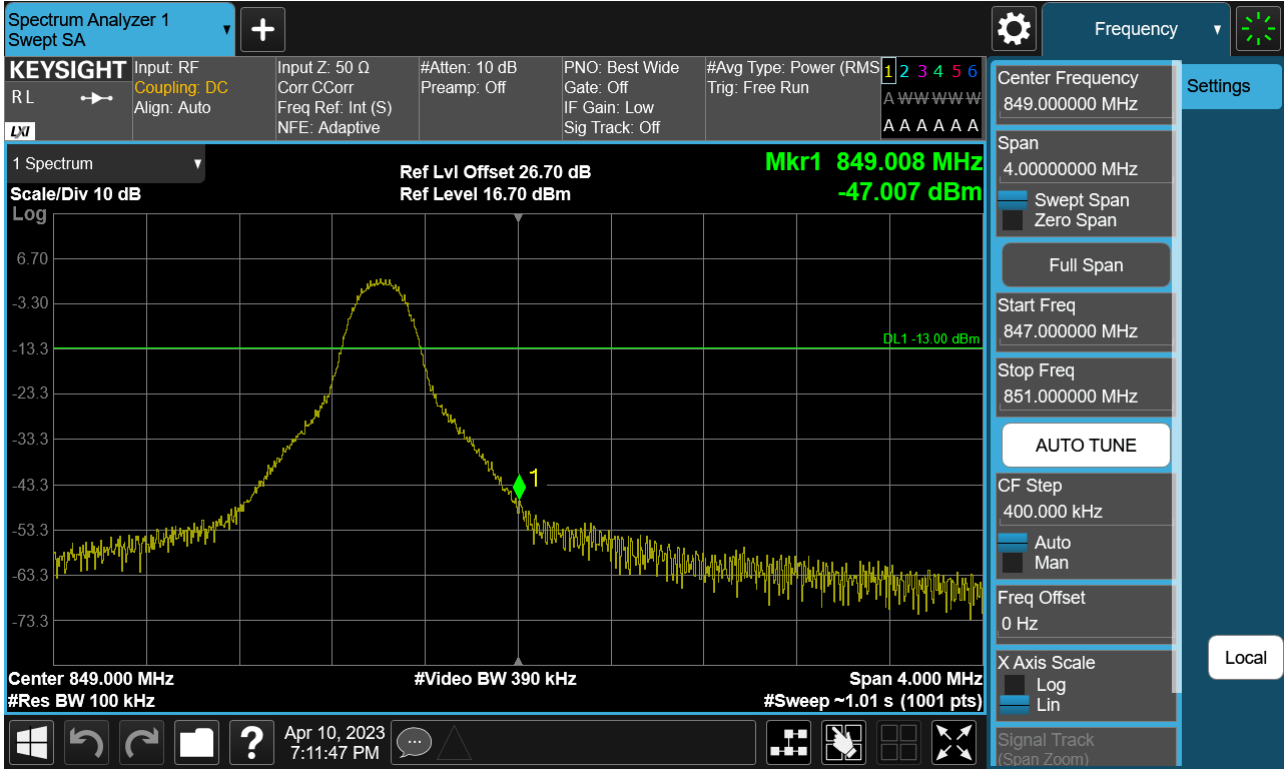 Spectrum Analyzer 1
Swept SA
Frequency
KEYSIGHT
R L
LXI
Input: RF
Coupling: DC
Align: Auto
Input Z: 50 Ω
Corr CCorr
Freq Ref: Int (S)
NFE: Adaptive
#Atten: 10 dB
Preamp: Off
PNO: Best Wide
Gate: Off
IF Gain: Low
Sig Track: Off
#Avg Type: Power (RMS
Trig: Free Run
1 2 3 4 5 6
A W W W W W
A A A A A A
1 Spectrum
Scale/Div 10 dB
Log
Ref Lvl Offset 26.70 dB
Ref Level 16.70 dBm
Mkr1 849.008 MHz
-47.007 dBm
6.70
-3.30
-13.3
-23.3
-33.3
-43.3
-53.3
-63.3
-73.3
DL1 -13.00 dBm
1
Center 849.000 MHz
#Video BW 390 kHz
Span 4.000 MHz
#Res BW 100 kHz
#Sweep ~1.01 s (1001 pts)
Apr 10, 2023
7:11:47 PM
Center Frequency
849.000000 MHz
Span
4.00000000 MHz
Swept Span
Zero Span
Full Span
Start Freq
847.000000 MHz
Stop Freq
851.000000 MHz
AUTO TUNE
CF Step
400.000 kHz
Auto
Man
Freq Offset
0 Hz
X Axis Scale
Log
Lin
Signal Track
(Span Zoom)
Settings
Local